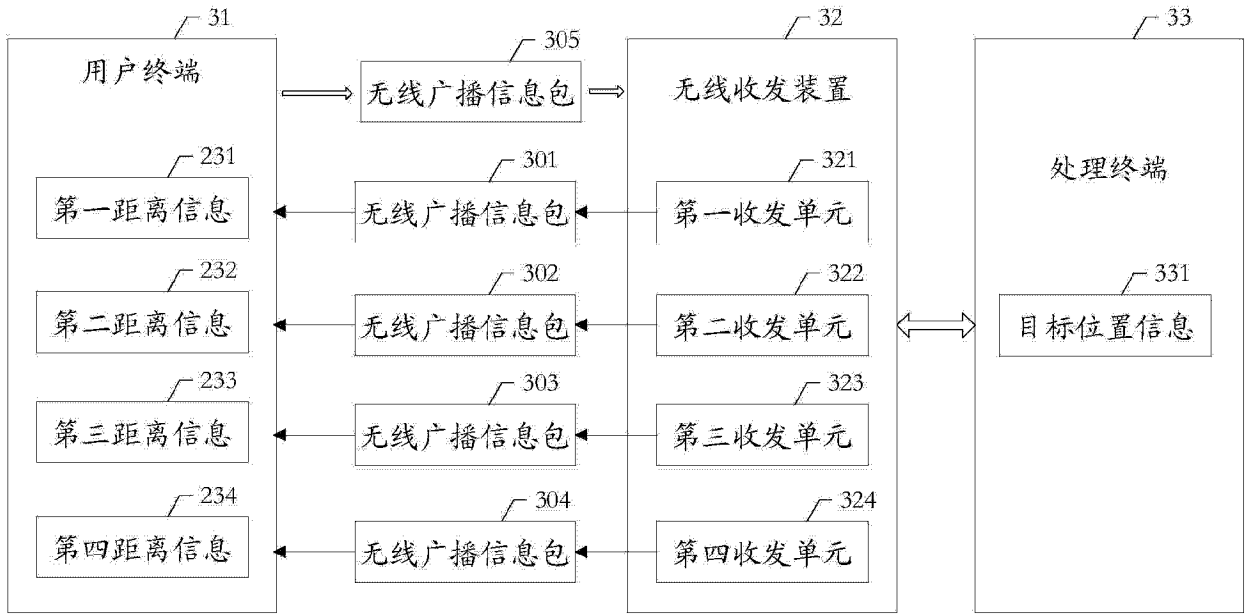 31
32
33
305
用户终端
无线广播信息包
无线收发装置
处理终端
231
301
321
第一距离信息
无线广播信息包
第一收发单元
232
302
322
331
第二距离信息
无线广播信息包
第二收发单元
目标位置信息
233
303
323
第三距离信息
无线广播信息包
第三收发单元
234
304
324
第四距离信息
无线广播信息包
第四收发单元